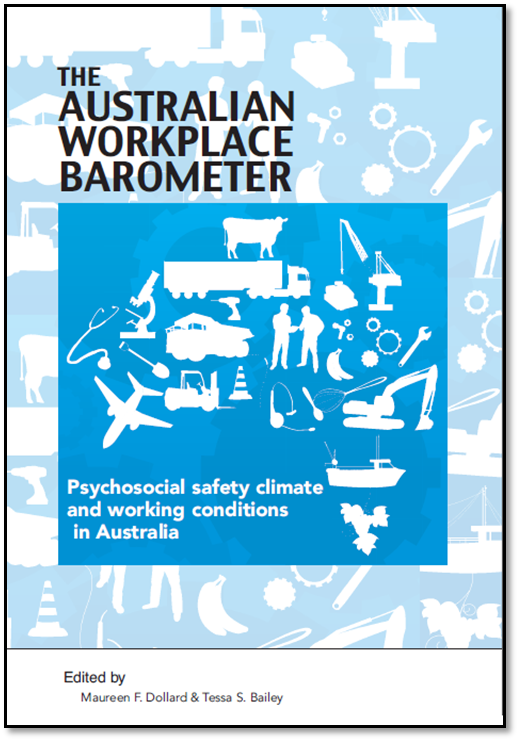 THE
AUSTRALIAN
WORKPLACE
BAROMETER
Psychosocial safety climate
and working conditions
in Australia
Edited by
Maureen F. Dollard & Tessa S. Bailey